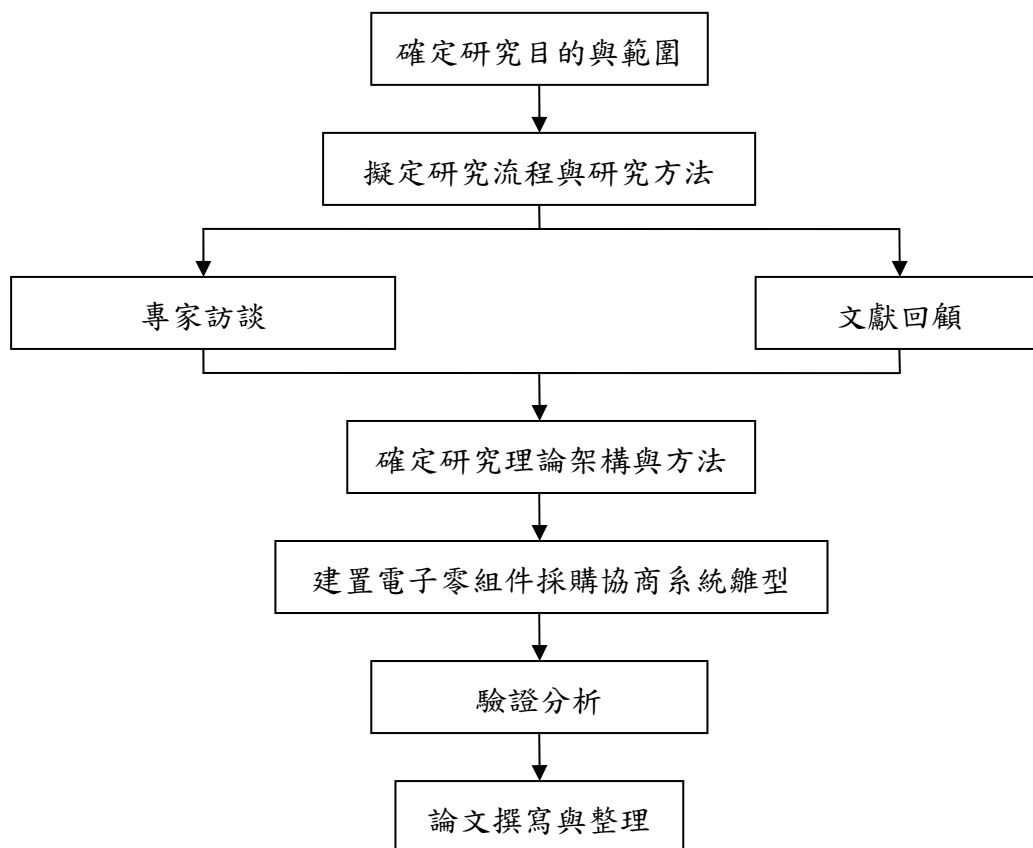 確定研究目的與範圍
擬定研究流程與研究方法
專家訪談
文獻回顧
確定研究理論架構與方法
建置電子零組件採購協商系統雛型
驗證分析
論文撰寫與整理